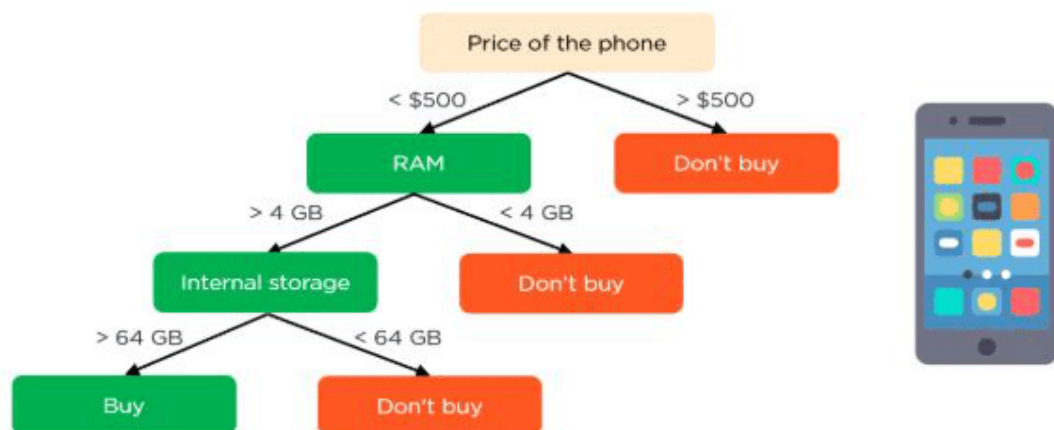 Price of the phone
< $500
> $500
RAM
Don't buy
> 4 GB
< 4 GB
Internal storage
Don't buy
> 64 GB
< 64 GB
Buy
Don't buy